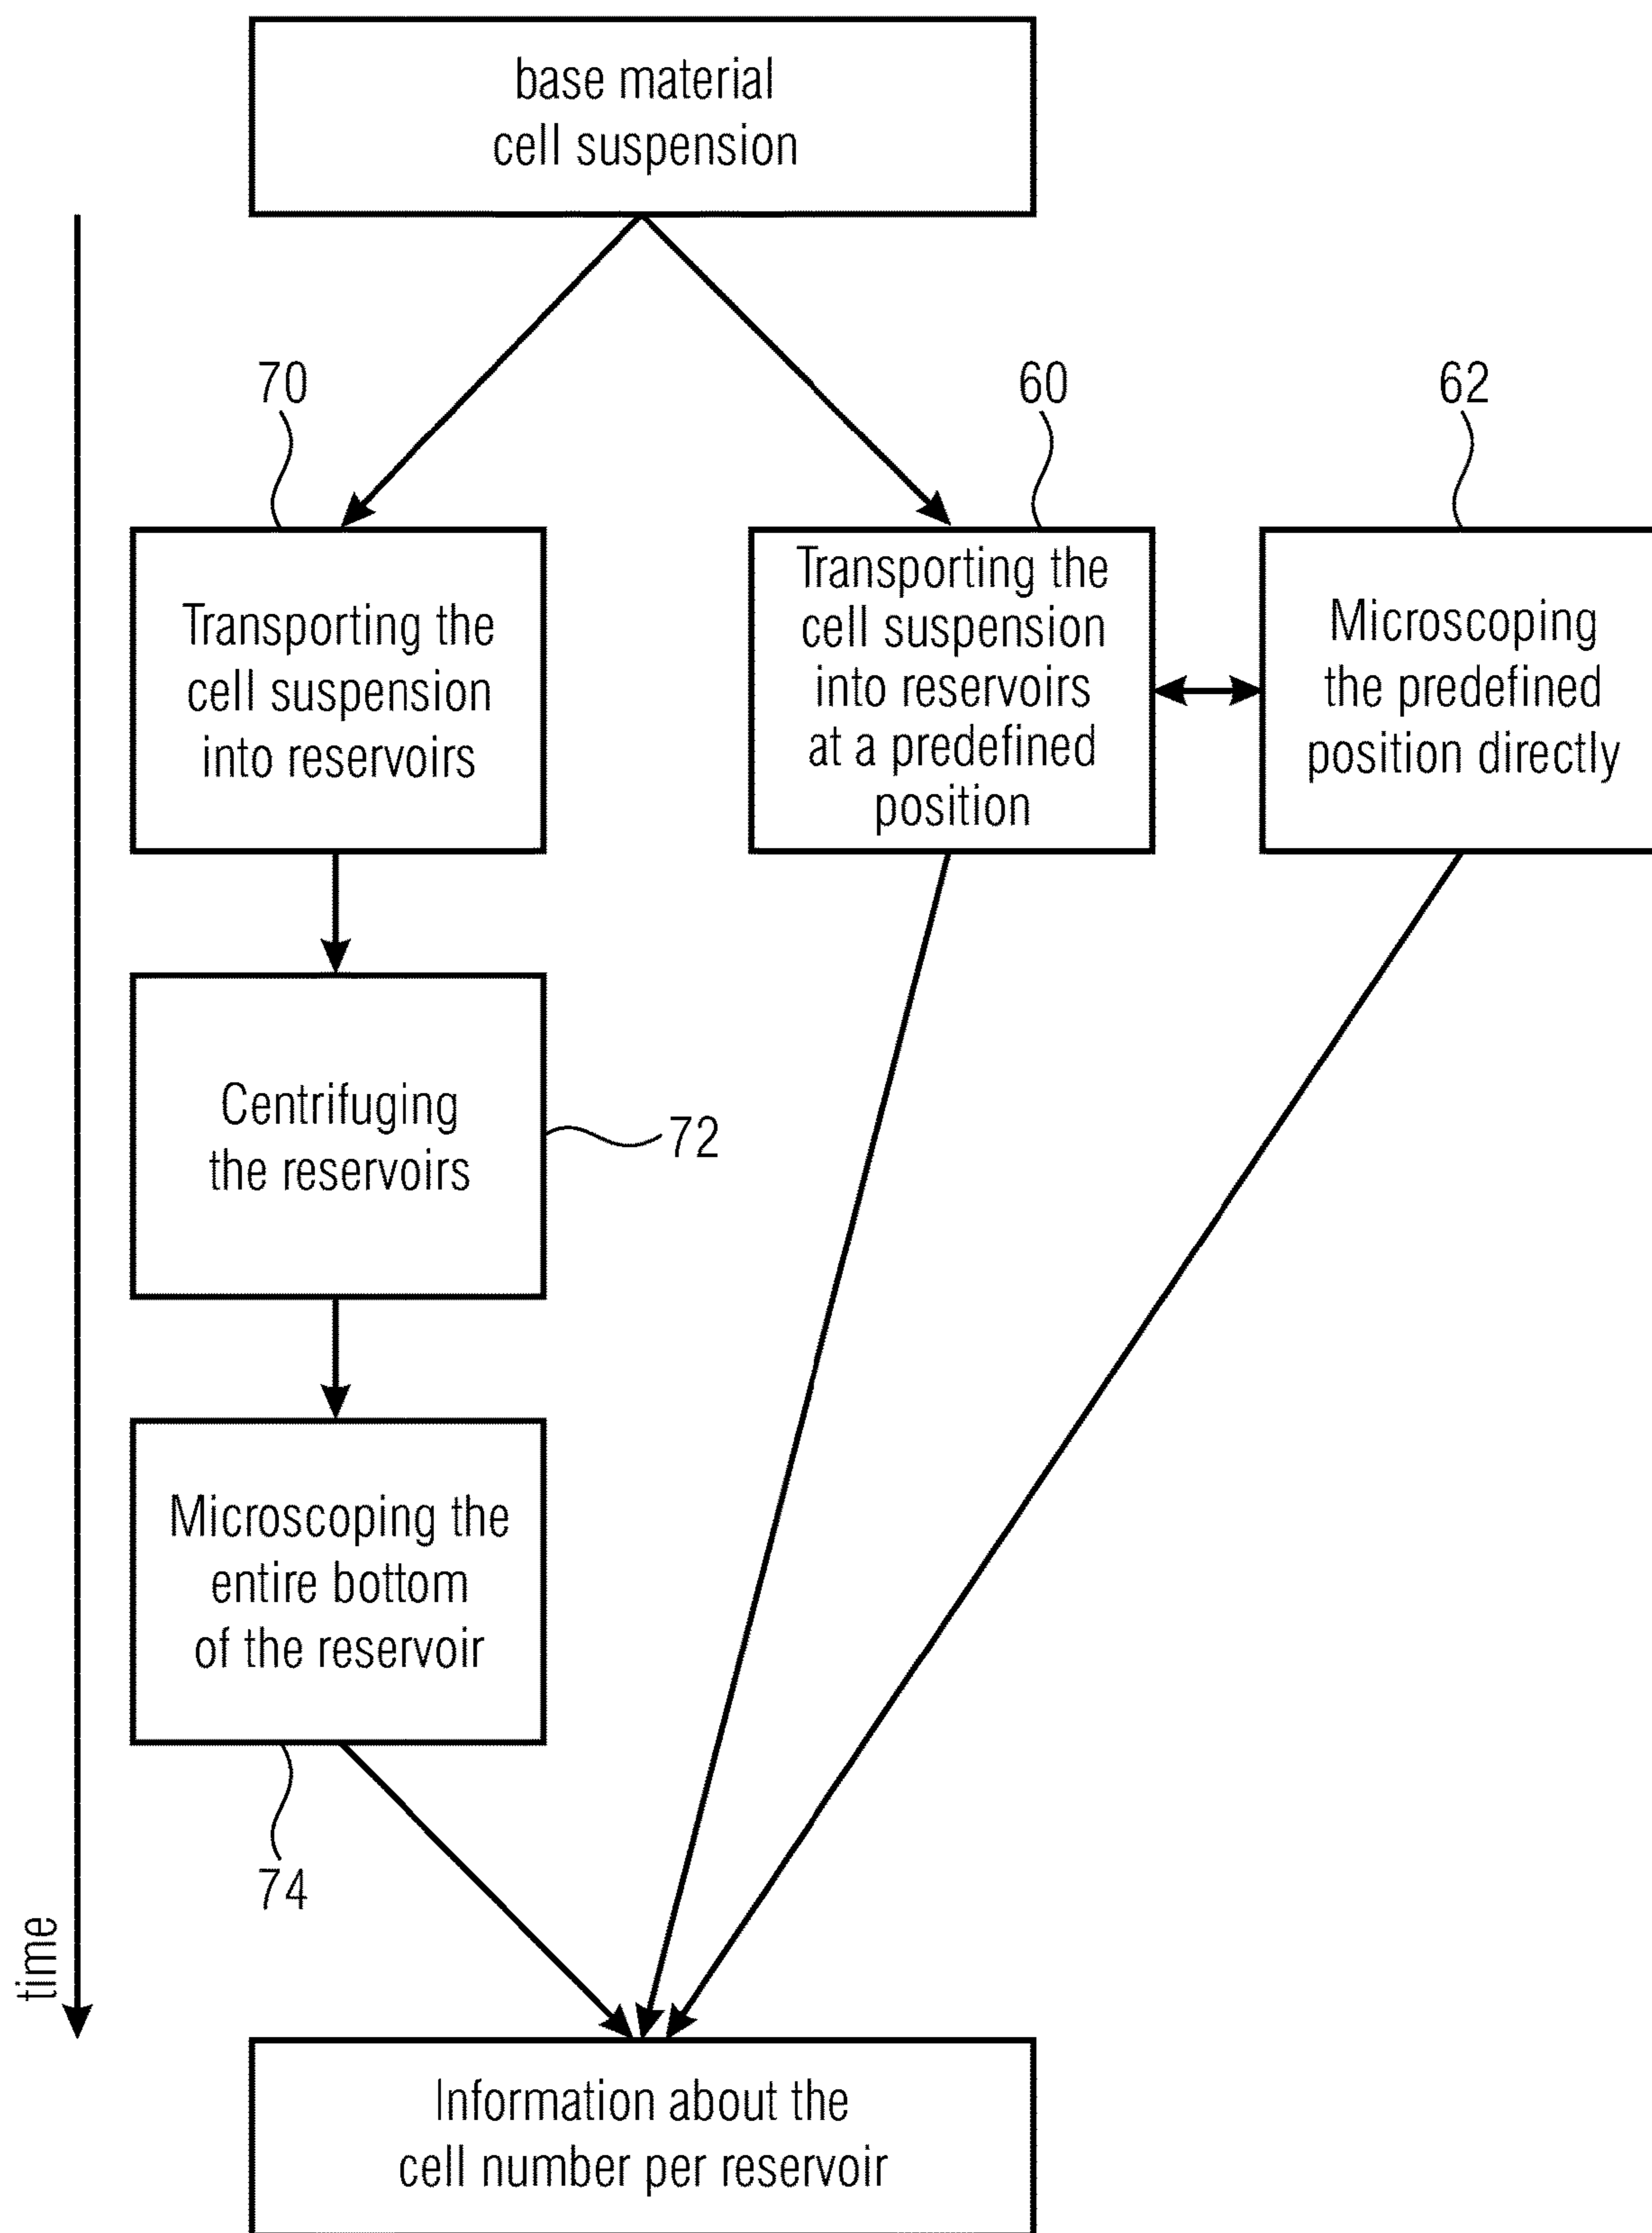 base material
cell suspension
70
60
62
Transporting the
cell suspension
into reservoirs
Transporting the
cell suspension
into reservoirs
at a predefined
position
Microscoping
the predefined
position directly
Centrifuging
the reservoirs
72
Microscoping the
entire bottom
of the reservoir
74
time
Information about the
cell number per reservoir